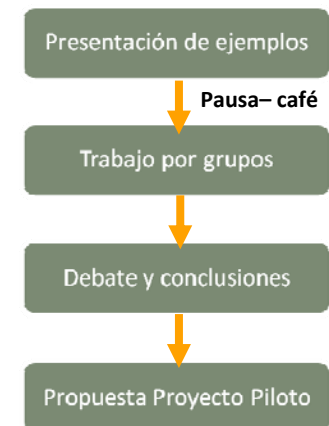 Presentación de ejemplos
Pausa– café
Trabajo por grupos
Debate y conclusiones
Propuesta Proyecto Piloto